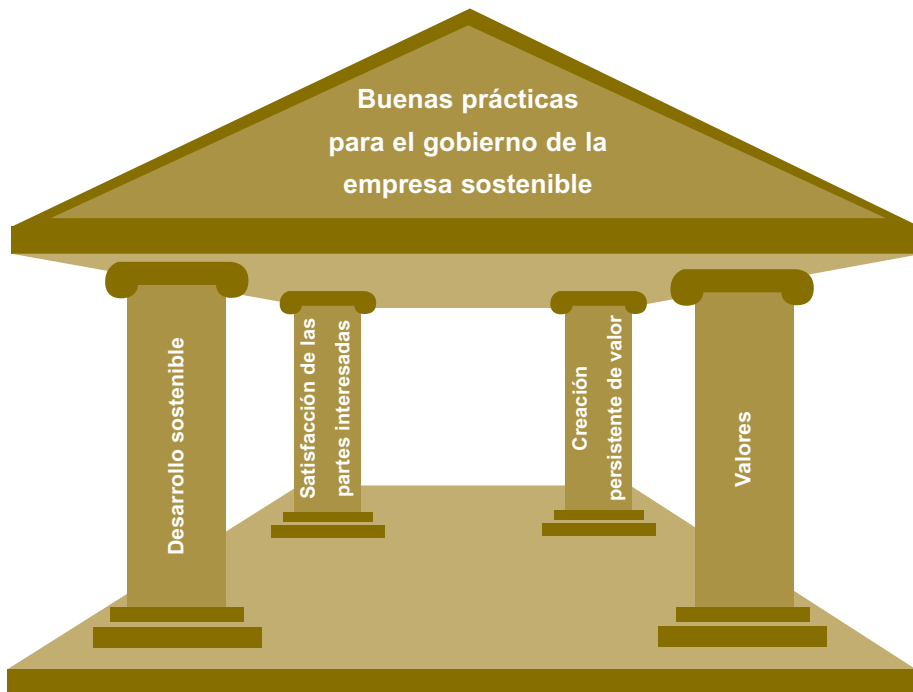 Buenas prácticas
para el gobierno de la
empresa sostenible
Desarrollo sostenible
Satisfacción de las
partes interesadas
Creación
persistente de valor
Valores